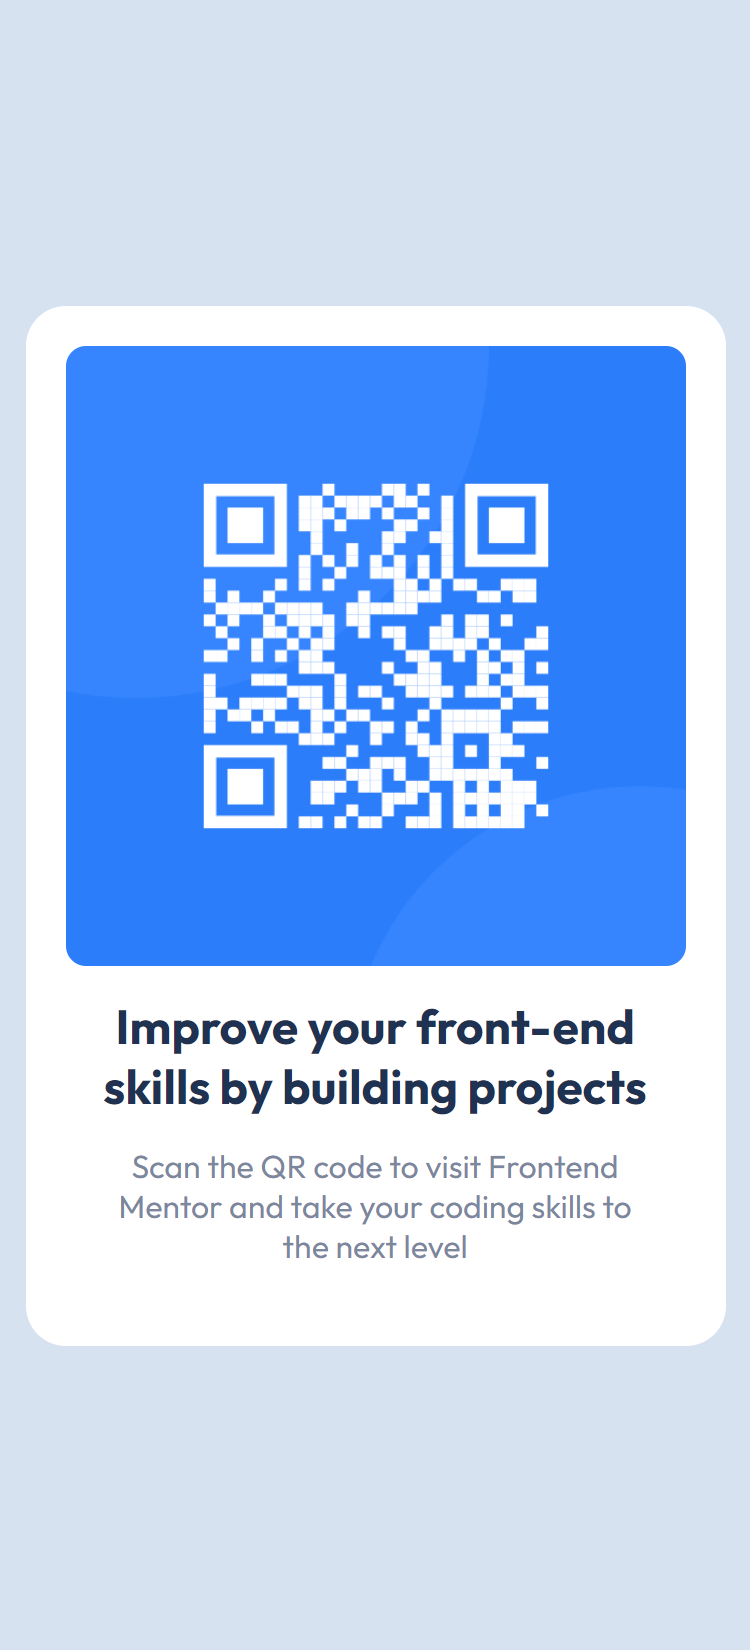 Improve your front-end
skills by building projects
Scan the QR code to visit Frontend
Mentor and take your coding skills to
the next level